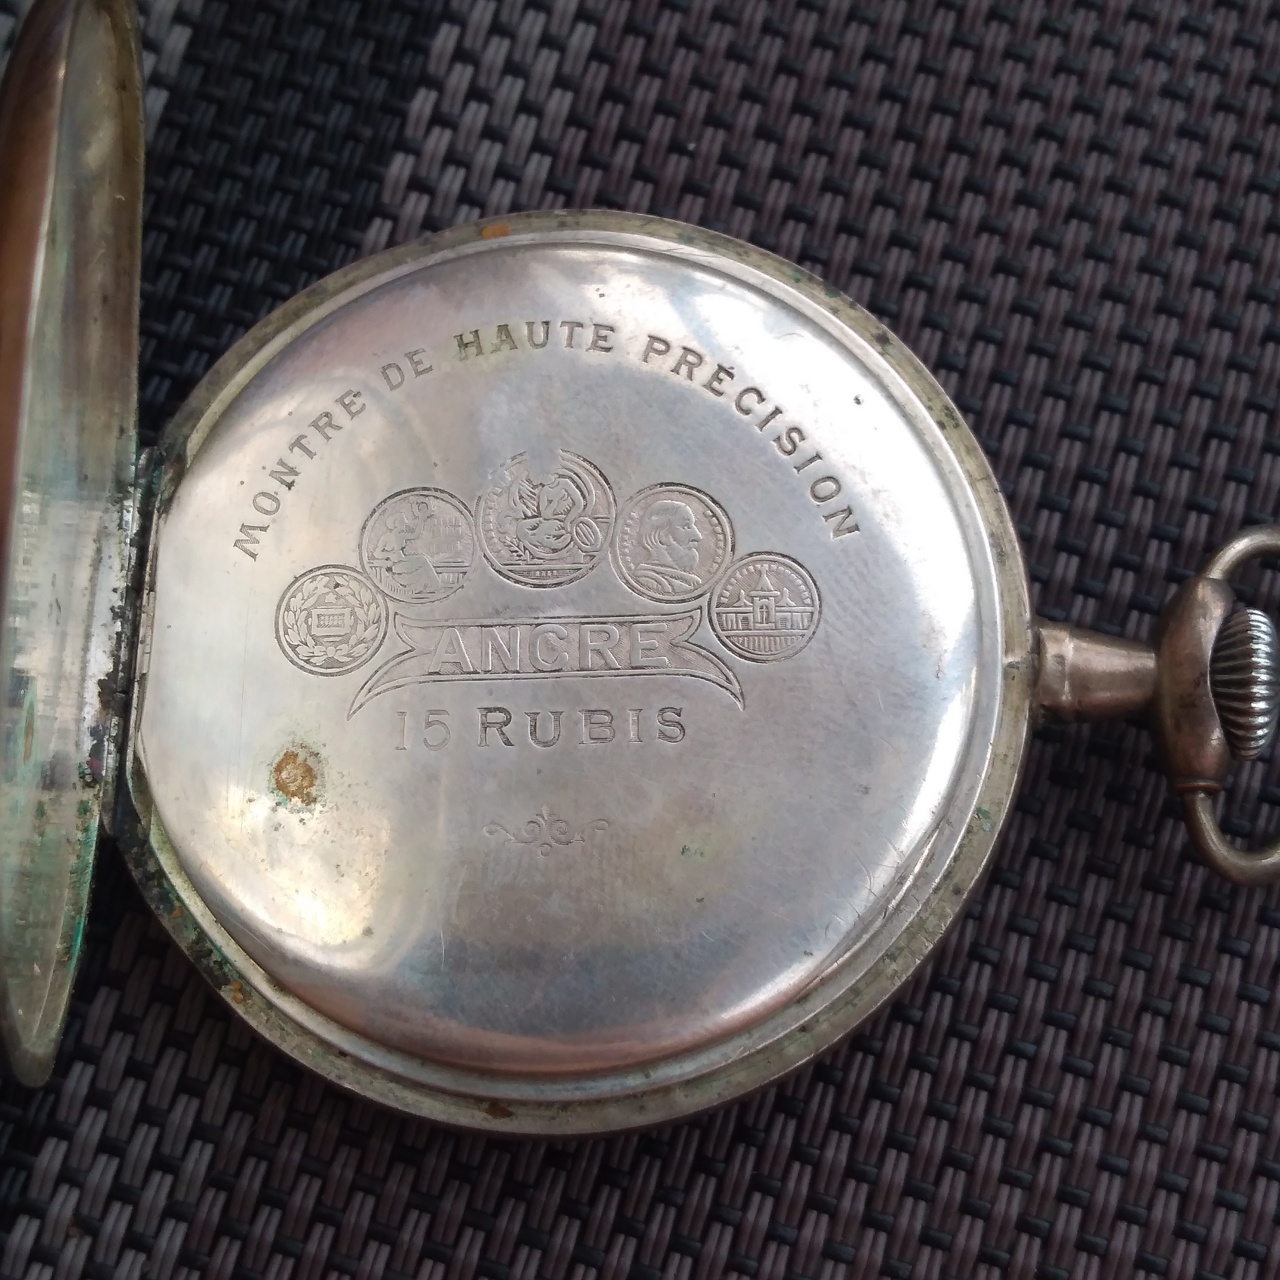 MONTRE DE HAUTE PRÉCISION
ANCRE
15 RUBIS